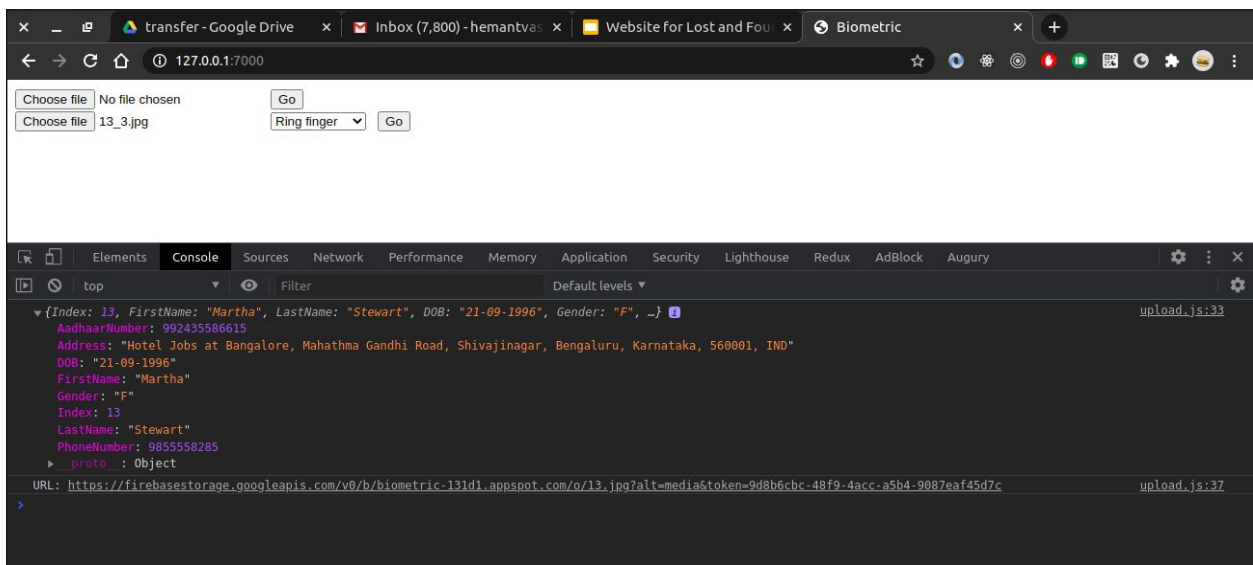 transfer - Google Drive Inbox (7,800) - hemantvas Website for Lost and Foun Biometric
127.0.0.1:7000
Choose file No file chosen Go
Choose file 13_3.jpg Ring finger Go
Elements Console Sources Network Performance Memory Application Security Lighthouse Redux AdBlock Augury
top Filter Default levels ▼
{Index: 13, FirstName: "Martha", LastName: "Stewart", DOB: "21-09-1996", Gender: "F", …} upload.js:33
AadhaarNumber: 992435586615
Address: "Hotel Jobs at Bangalore, Mahathma Gandhi Road, Shivajinagar, Bengaluru, Karnataka, 560001, IND"
DOB: "21-09-1996"
FirstName: "Martha"
Gender: "F"
Index: 13
LastName: "Stewart"
PhoneNumber: 9855558285
__proto__: Object
URL: https://firebasestorage.googleapis.com/v0/b/biometric-131d1.appspot.com/o/13.jpg?alt=media&token=9d8b6cbc-48f9-4acc-a5b4-9087eaf45d7c upload.js:37